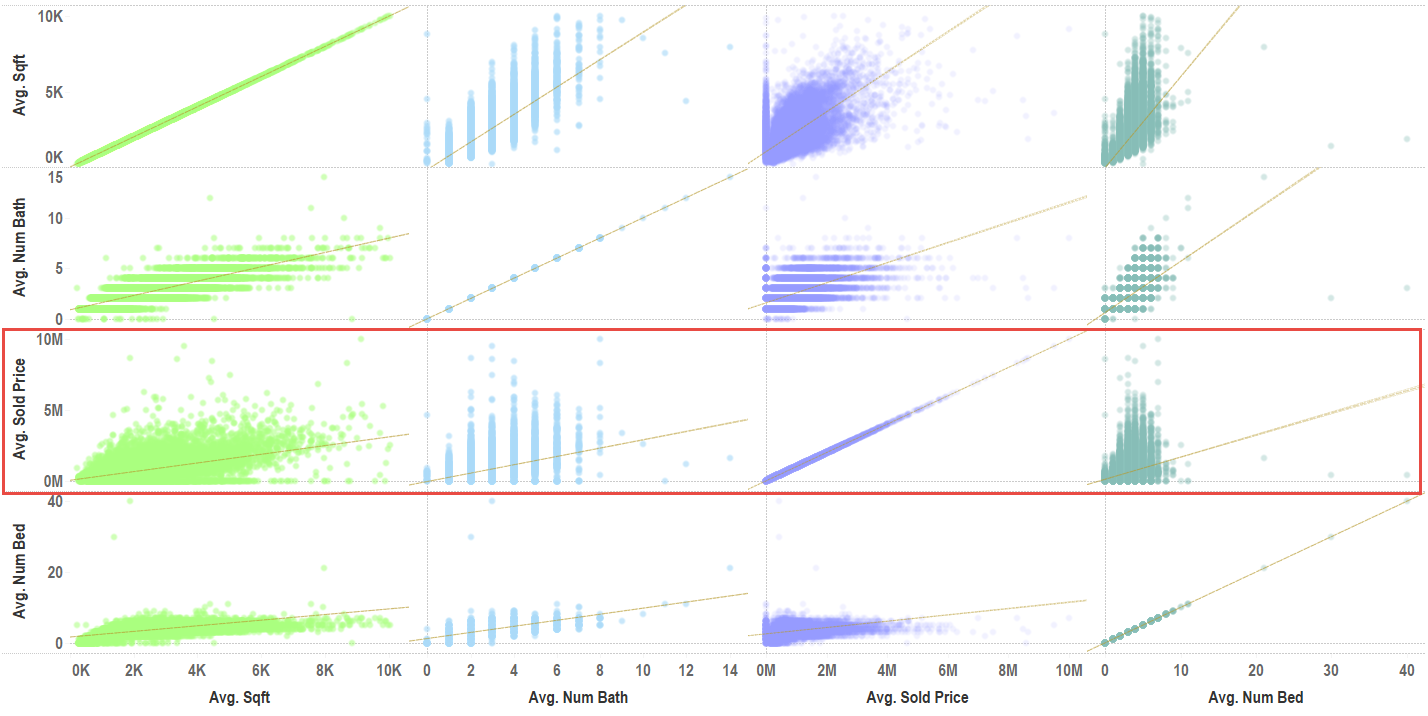 Avg. Sqft
10K
5K
0K
Avg. Num Bath
15
10
5
0
Avg. Sold Price
10M
5M
0M
Avg. Num Bed
40
20
0
0K 2K 4K 6K 8K 10K 0 2 4 6 8 10 12 14 0M 2M 4M 6M 8M 10M 0 10 20 30 40
Avg. Sqft Avg. Num Bath Avg. Sold Price Avg. Num Bed